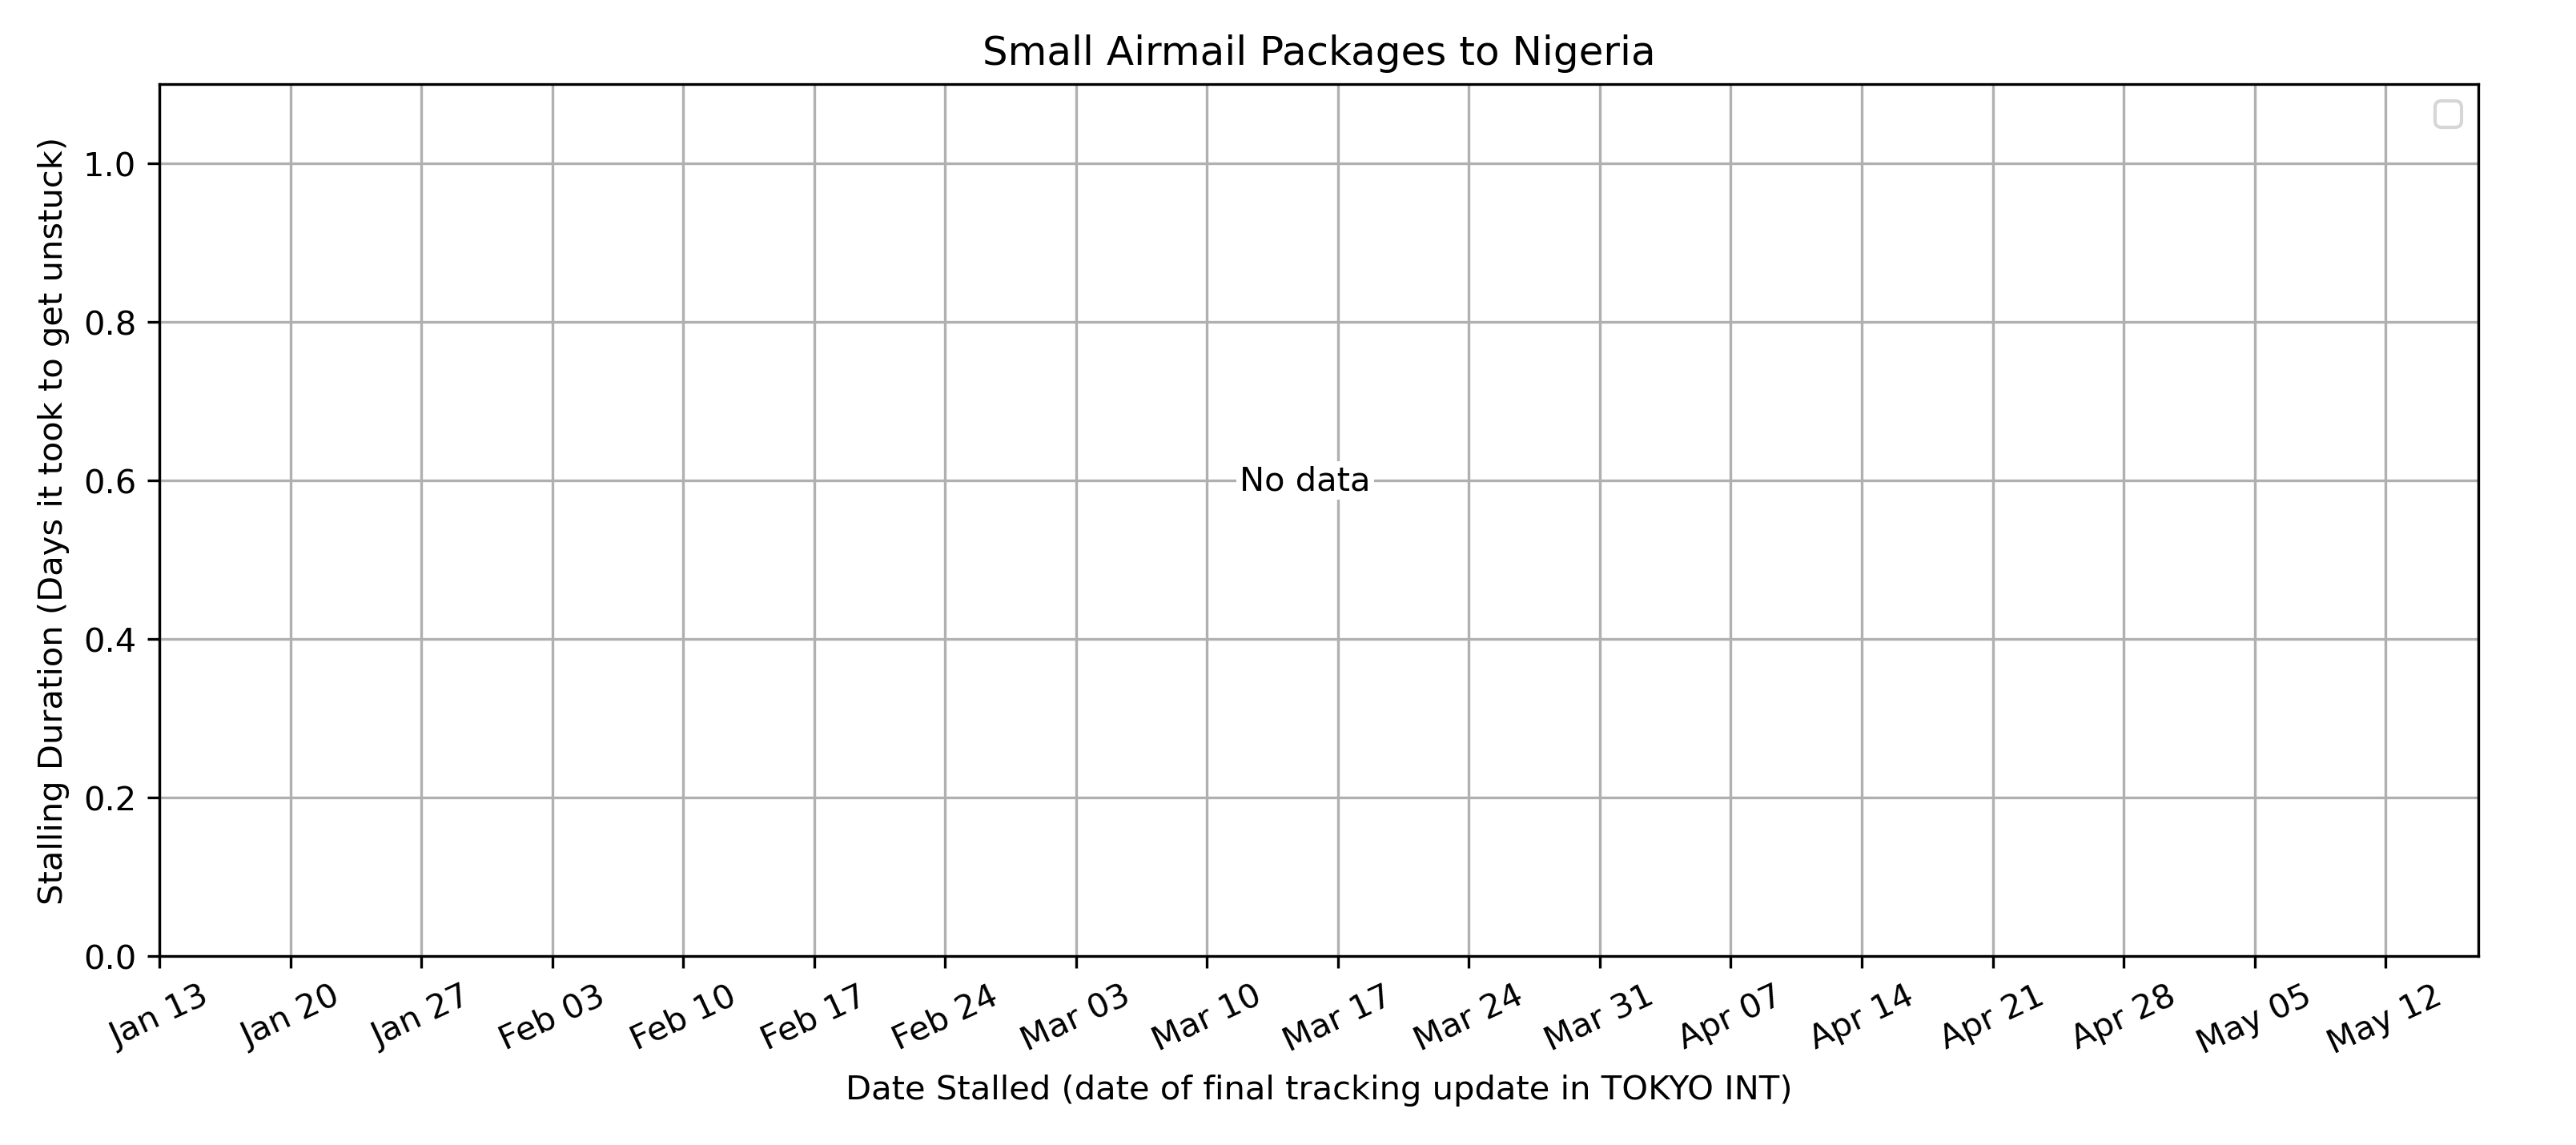 Small Airmail Packages to Nigeria
Stalling Duration (Days it took to get unstuck)
1.0
0.8
0.6
0.4
0.2
0.0
No data
Jan 13 Jan 20 Jan 27 Feb 03 Feb 10 Feb 17 Feb 24 Mar 03 Mar 10 Mar 17 Mar 24 Mar 31 Apr 07 Apr 14 Apr 21 Apr 28 May 05 May 12
Date Stalled (date of final tracking update in TOKYO INT)